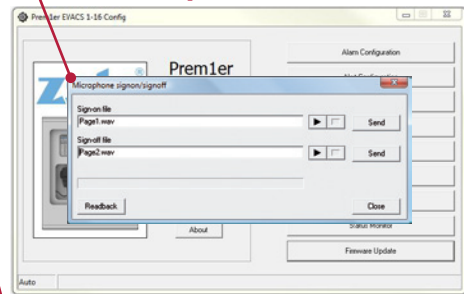 Prem1er EVACS 1-16 Config
Alarm Configuration
Prem1er
Microphone signon/signoff
Sign-on file
Page1.wav
Send
Sign-off file
Page2.wav
Send
Readback
Close
About
Status Monitor
Firmware Update
Auto